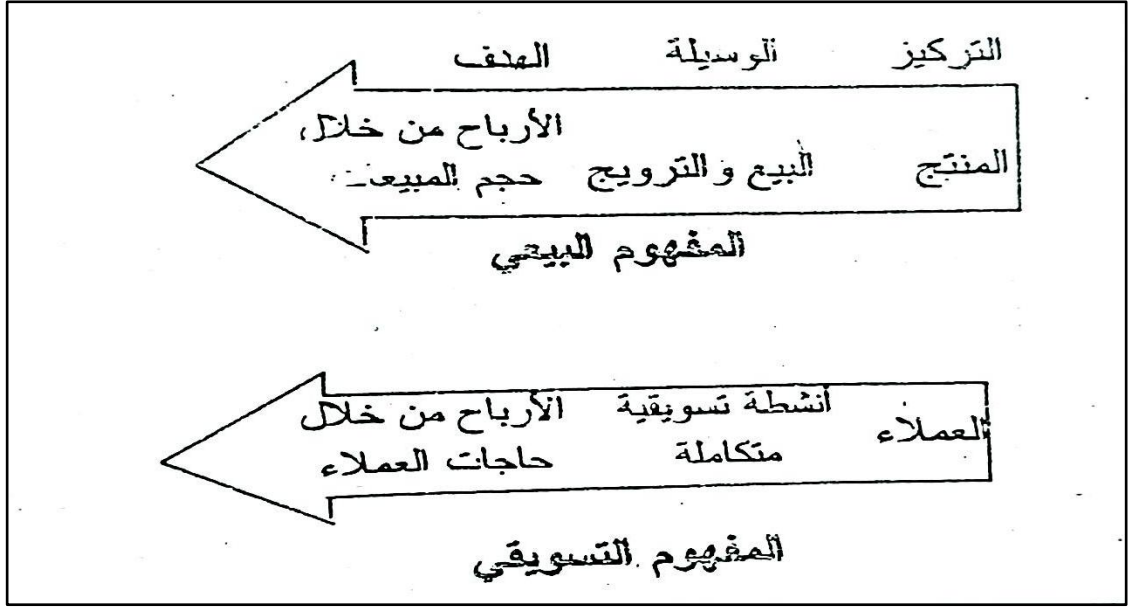 التركيز الوسيلة الهدف
المنتج البيع والترويج الأرباح من خلال
حجم المبيعات
المفهوم البيعي
العملاء أنشطة تسويقية الأرباح من خلال
متكاملة حاجات العملاء
المفهوم التسويقي